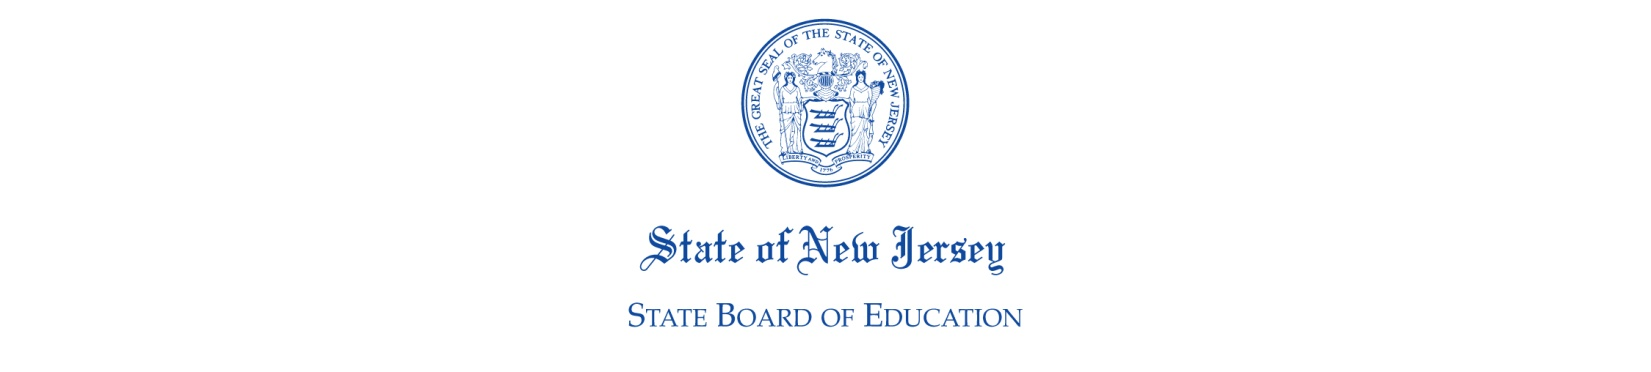 THE GREAT SEAL OF THE STATE OF NEW JERSEY
LIBERTY AND PROSPERITY
State of New Jersey
STATE BOARD OF EDUCATION